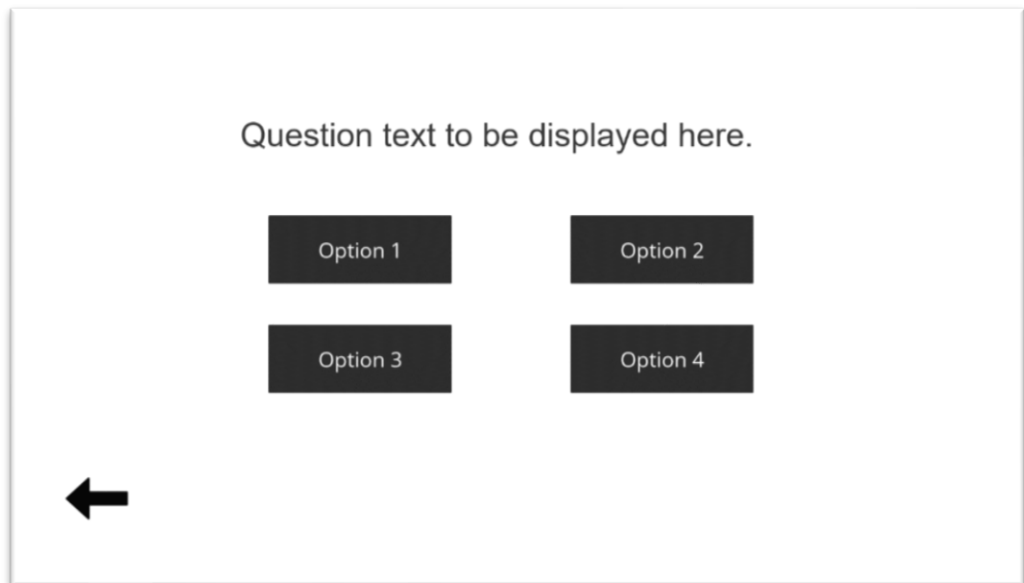 Question text to be displayed here.
Option 1
Option 2
Option 3
Option 4